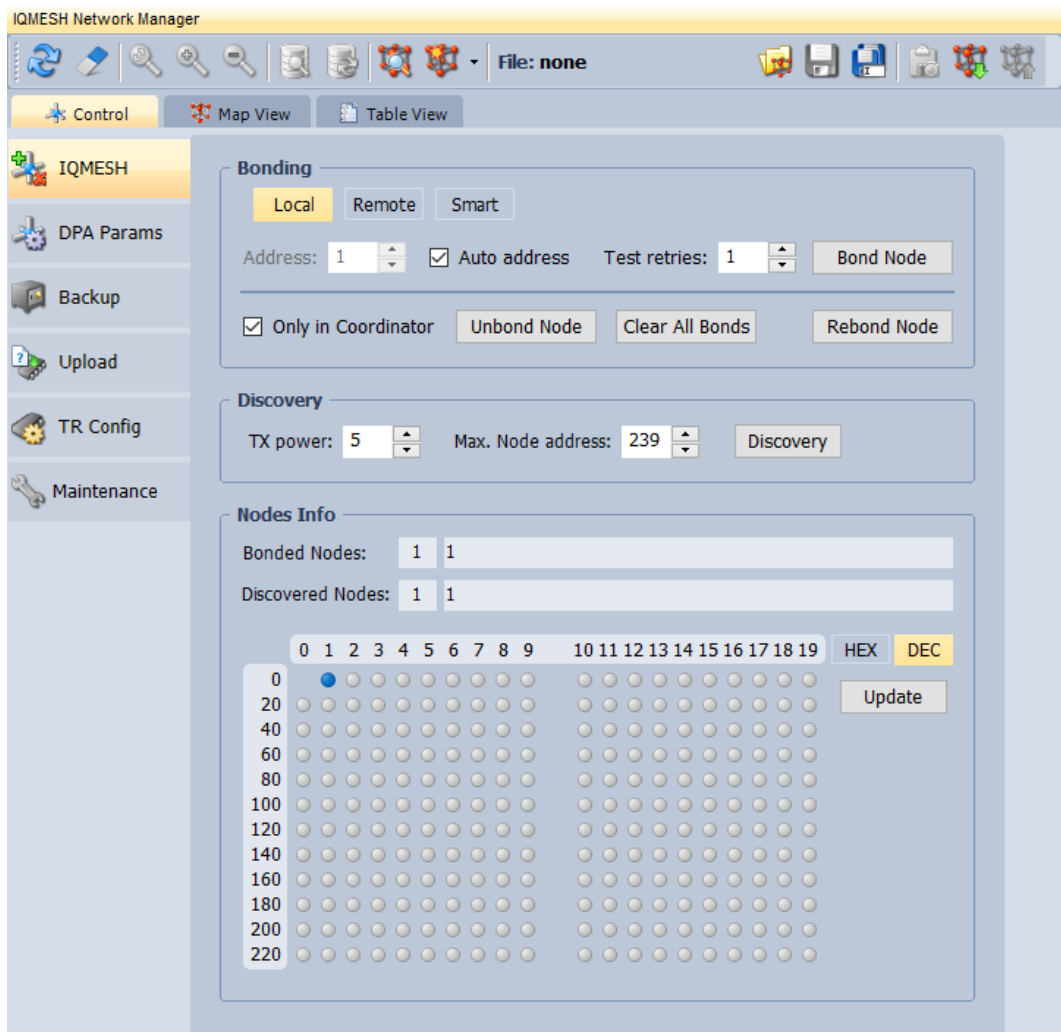 IQMESH Network Manager
File: none
Control Map View Table View
IQMESH
DPA Params
Backup
Upload
TR Config
Maintenance
Bonding
Local Remote Smart
Address: 1 Auto address Test retries: 1 Bond Node
Only in Coordinator Unbond Node Clear All Bonds Rebond Node
Discovery
TX power: 5 Max. Node address: 239 Discovery
Nodes Info
Bonded Nodes: 1 1
Discovered Nodes: 1 1
0 1 2 3 4 5 6 7 8 9 10 11 12 13 14 15 16 17 18 19 HEX DEC
0
Update
20
40
60
80
100
120
140
160
180
200
220